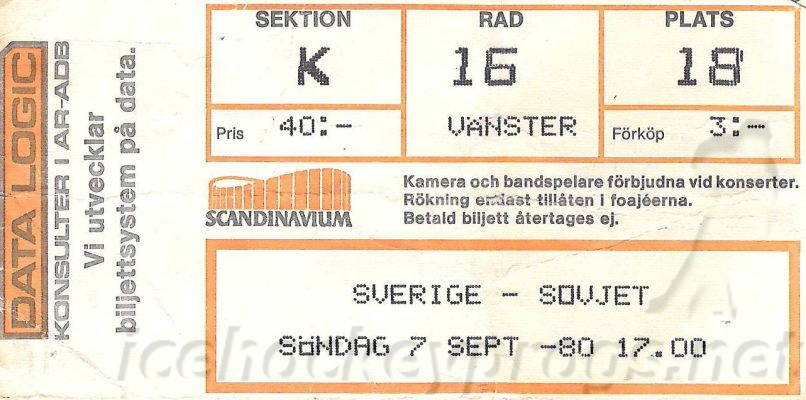 DATA LOGIC
KONSULTER I AR-ADB
Vi utvecklar
biljettsystem på data.
SEKTION RAD PLATS
K 16 18
Pris 40:- VÄNSTER Förköp 3:-
SCANDINAVIUM
Kamera och bandspelare förbjudna vid konserter.
Rökning endast tillåten i foajéerna.
Betald biljett återtages ej.
SVERIGE - SOVJET
SÖNDAG 7 SEPT -80 17.00
icehockeyprogs.net